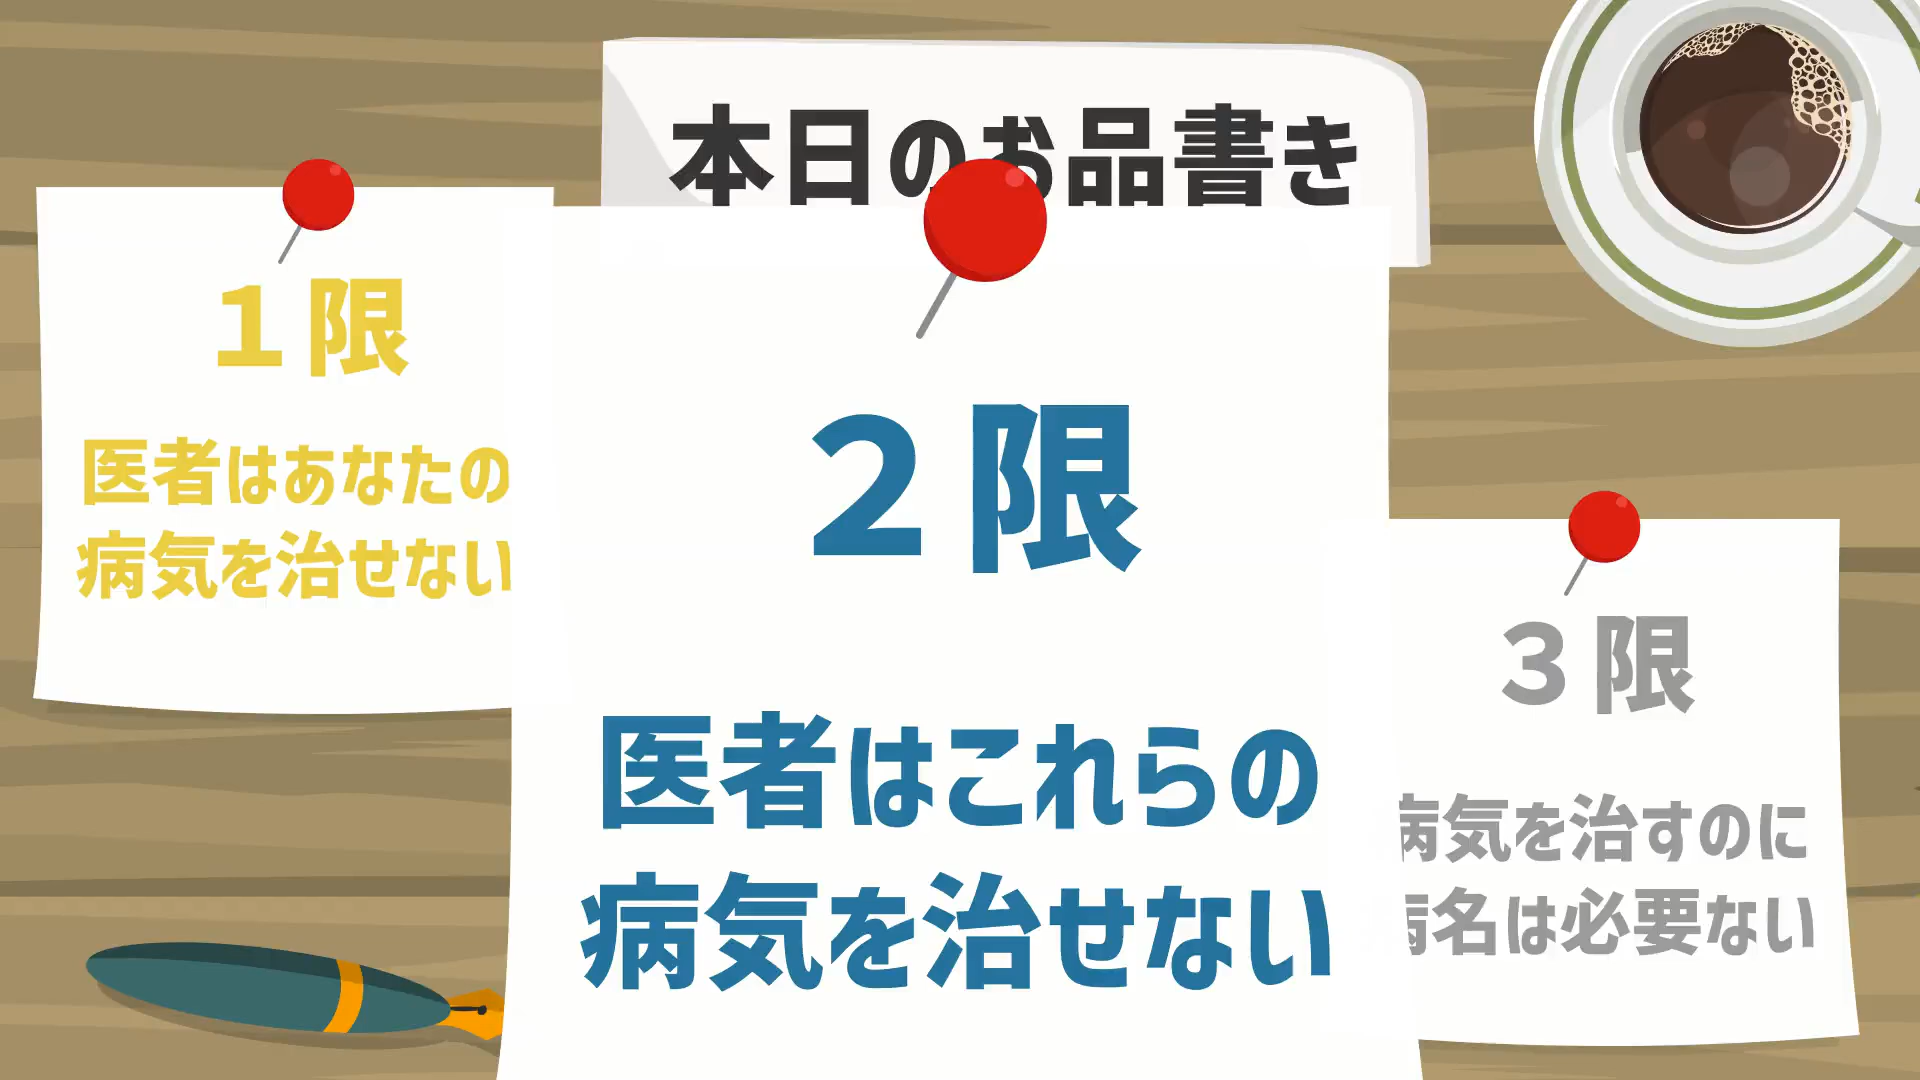 本日のお品書き
１限
医者はあなたの
病気を治せない
２限
医者はこれらの
病気を治せない
３限
病気を治すのに
病名は必要ない